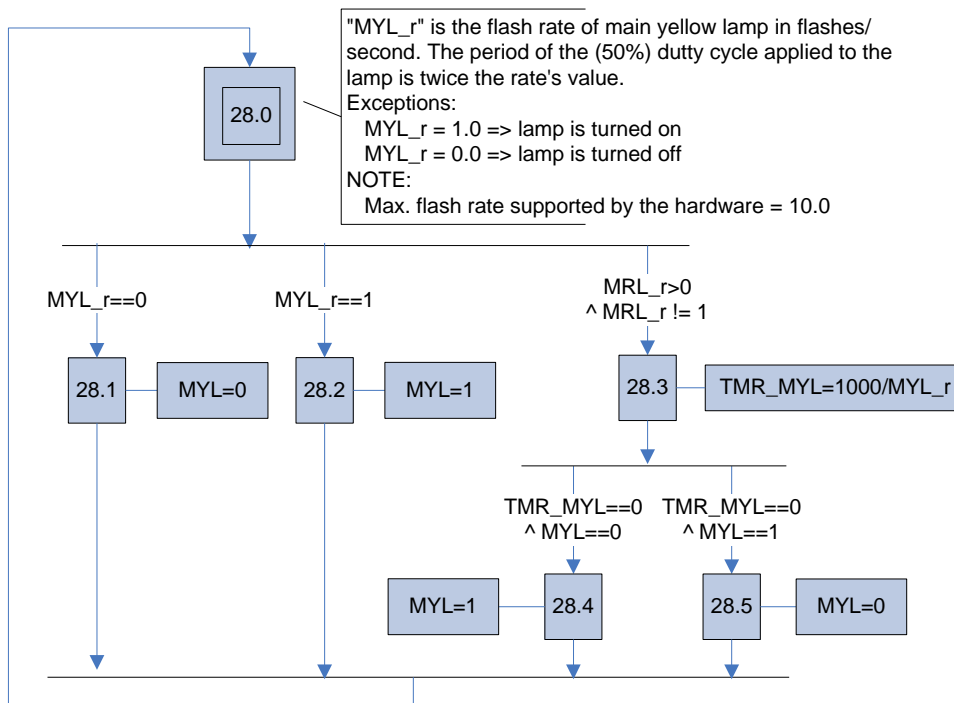 "MYL_r" is the flash rate of main yellow lamp in flashes/
second. The period of the (50%) dutty cycle applied to the
lamp is twice the rate's value.
Exceptions:
MYL_r = 1.0 => lamp is turned on
MYL_r = 0.0 => lamp is turned off
NOTE:
Max. flash rate supported by the hardware = 10.0
28.0
MYL_r==0
MYL_r==1
MRL_r>0
^ MRL_r != 1
28.1
MYL=0
28.2
MYL=1
28.3
TMR_MYL=1000/MYL_r
TMR_MYL==0
^ MYL==0
TMR_MYL==0
^ MYL==1
MYL=1
28.4
28.5
MYL=0